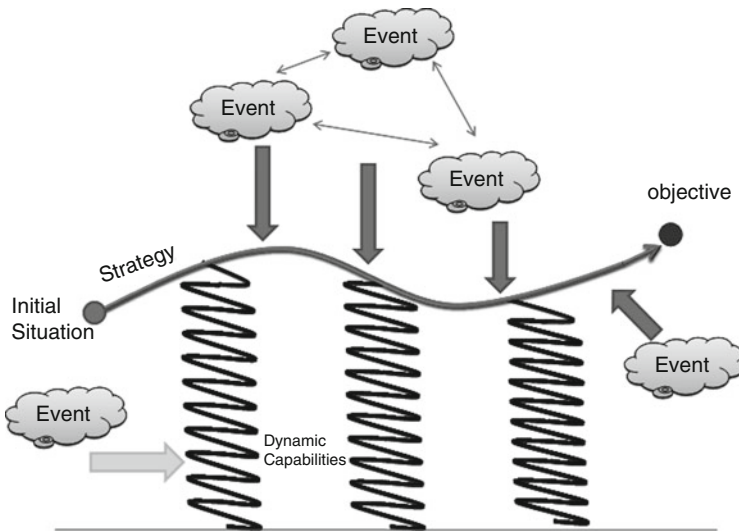 Event
Event
Event
objective
Strategy
Initial
Situation
Event
Event
Dynamic
Capabilities